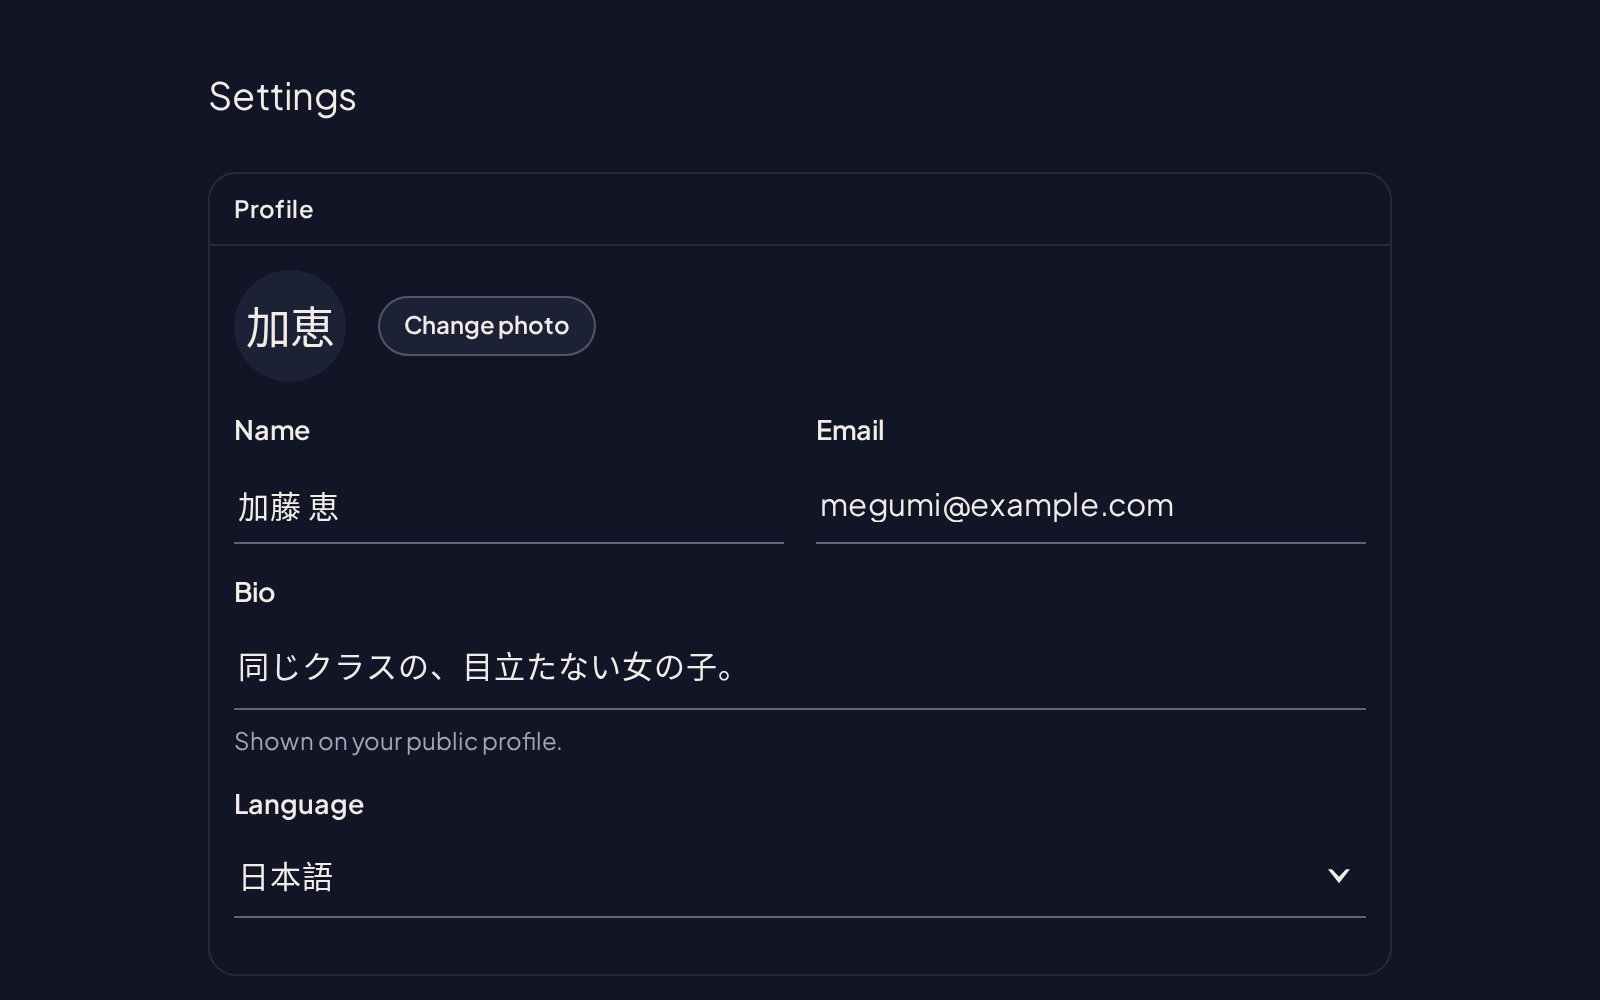 Settings
Profile
加恵
Change photo
Name
Email
加藤 恵
megumi@example.com
Bio
同じクラスの、目立たない女の子。
Shown on your public profile.
Language
日本語